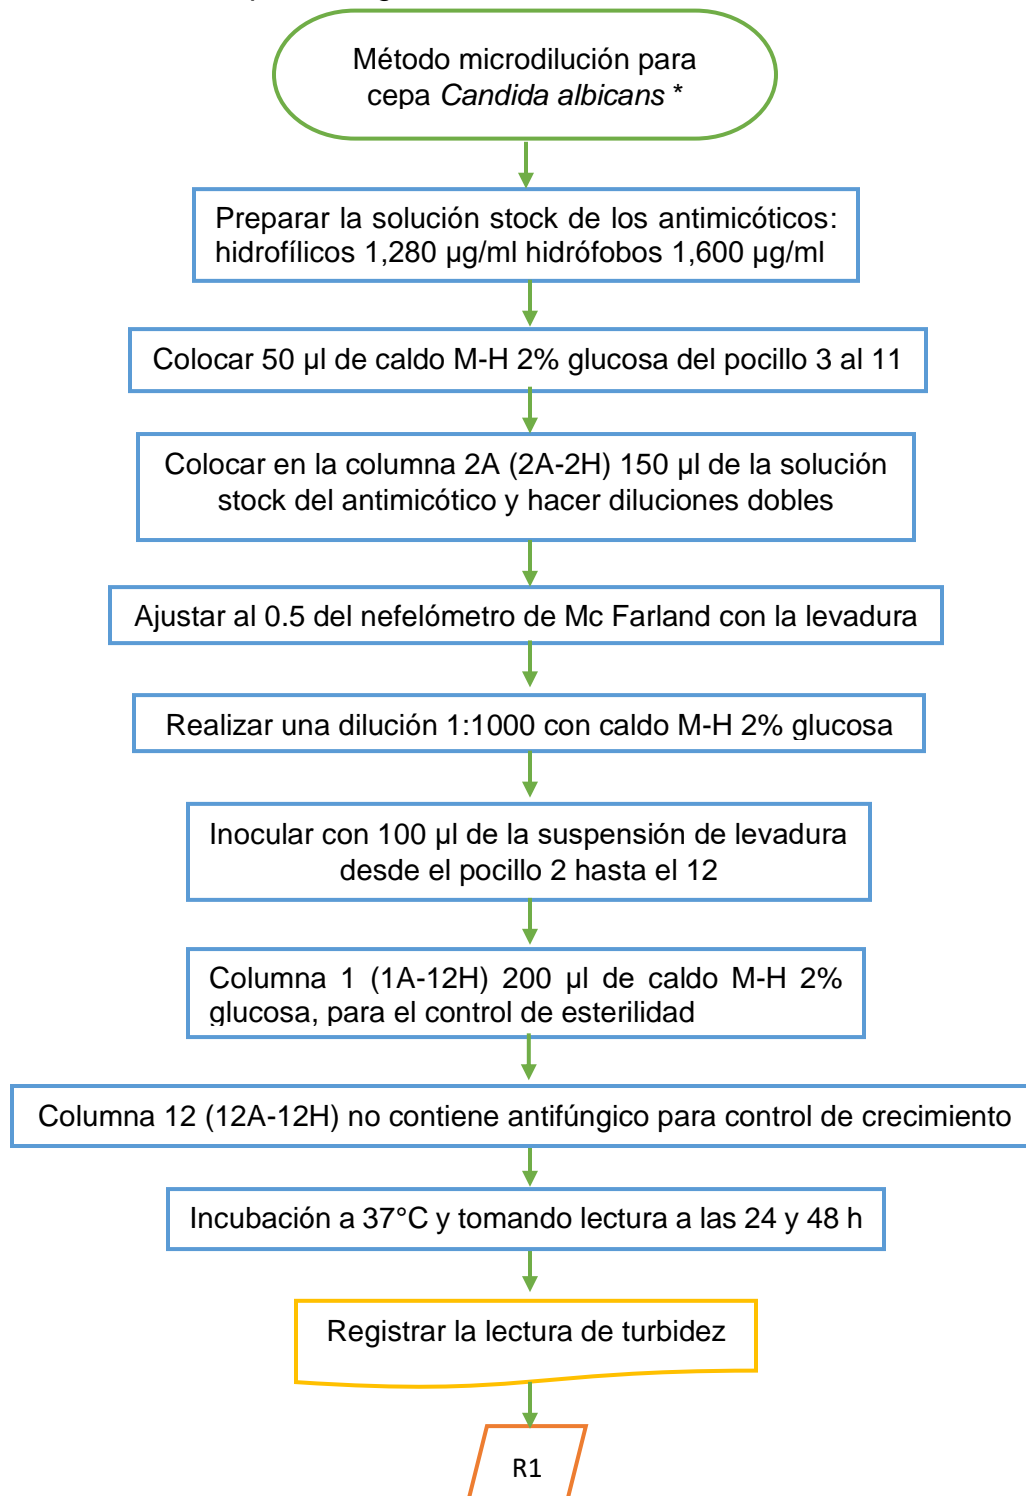 Método microdilución para
cepa Candida albicans *
Preparar la solución stock de los antimicóticos:
hidrofílicos 1,280 µg/ml hidrófobos 1,600 µg/ml
Colocar 50 µl de caldo M-H 2% glucosa del pocillo 3 al 11
Colocar en la columna 2A (2A-2H) 150 µl de la solución
stock del antimicótico y hacer diluciones dobles
Ajustar al 0.5 del nefelómetro de Mc Farland con la levadura
Realizar una dilución 1:1000 con caldo M-H 2% glucosa
Inocular con 100 µl de la suspensión de levadura
desde el pocillo 2 hasta el 12
Columna 1 (1A-12H) 200 µl de caldo M-H 2%
glucosa, para el control de esterilidad
Columna 12 (12A-12H) no contiene antifúngico para control de crecimiento
Incubación a 37°C y tomando lectura a las 24 y 48 h
Registrar la lectura de turbidez
R1